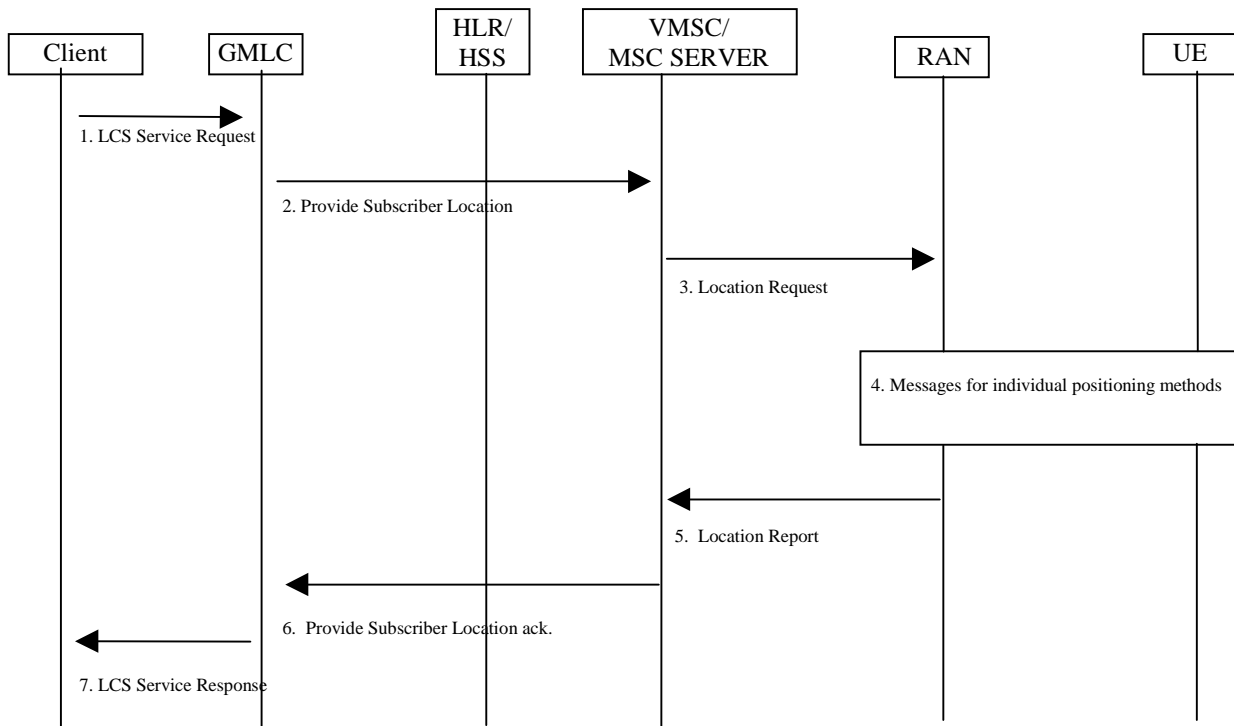 Client
GMLC
HLR/
HSS
VMSC/
MSC SERVER
RAN
UE
1. LCS Service Request
2. Provide Subscriber Location
3. Location Request
4. Messages for individual positioning methods
5. Location Report
6. Provide Subscriber Location ack.
7. LCS Service Response